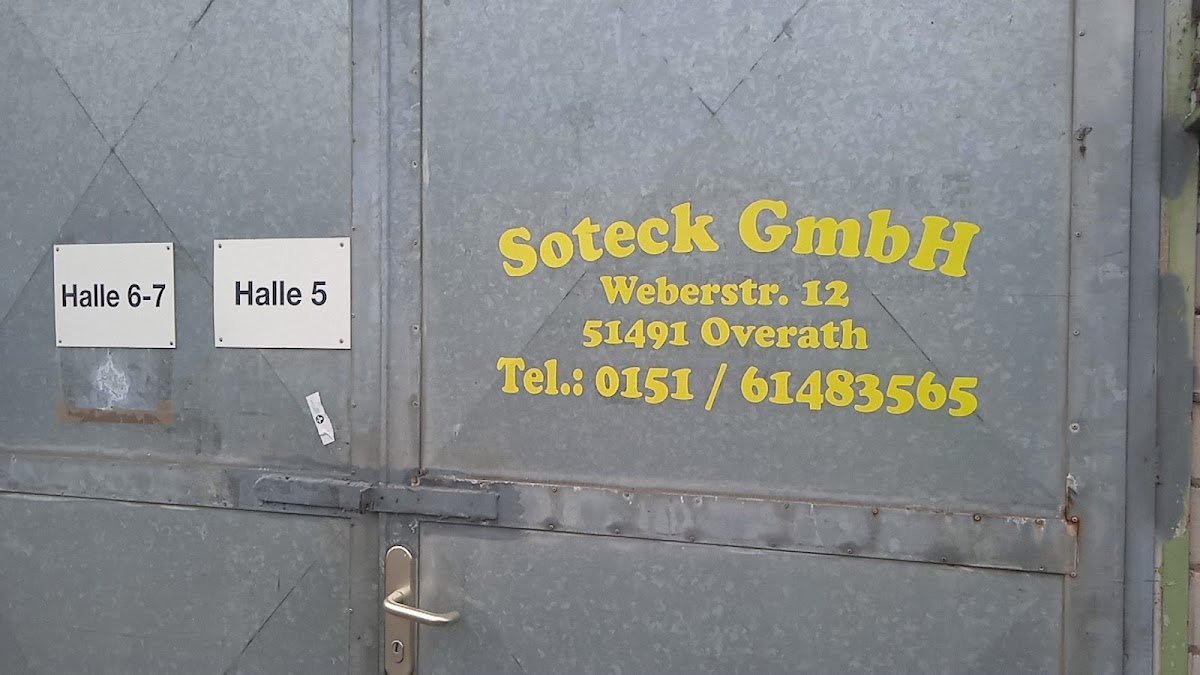 Halle 6-7
Halle 5
Soteck GmbH
Weberstr. 12
51491 Overath
Tel.: 0151 / 61483565